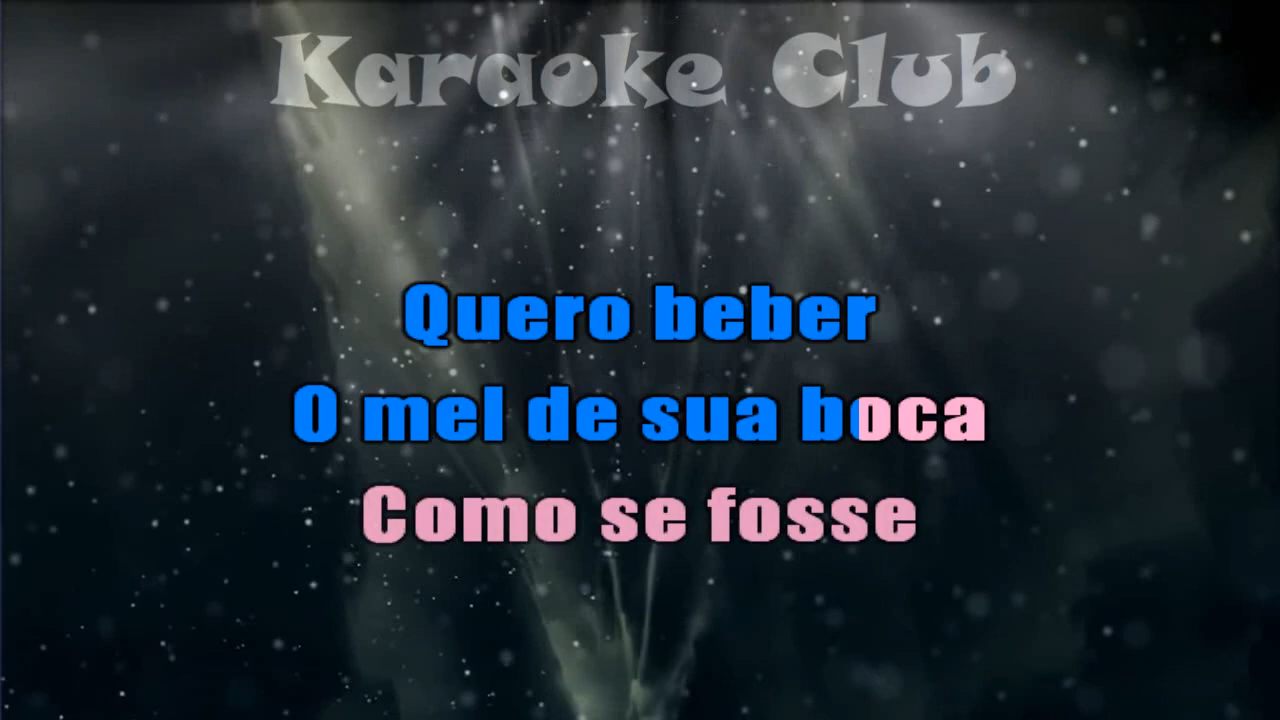 Karaoke Club
Quero beber
O mel de sua boca
Como se fosse